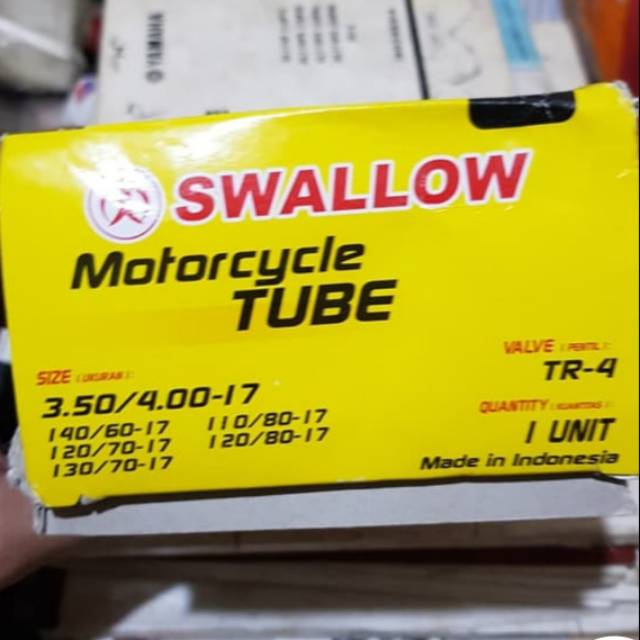 YAMAHA
SWALLOW
Motorcycle
TUBE
SIZE (UKURAN):
3.50/4.00-17
140/60-17 110/80-17
120/70-17 120/80-17
130/70-17
VALVE (PENTIL):
TR-4
QUANTITY (KUANTITAS):
1 UNIT
Made in Indonesia